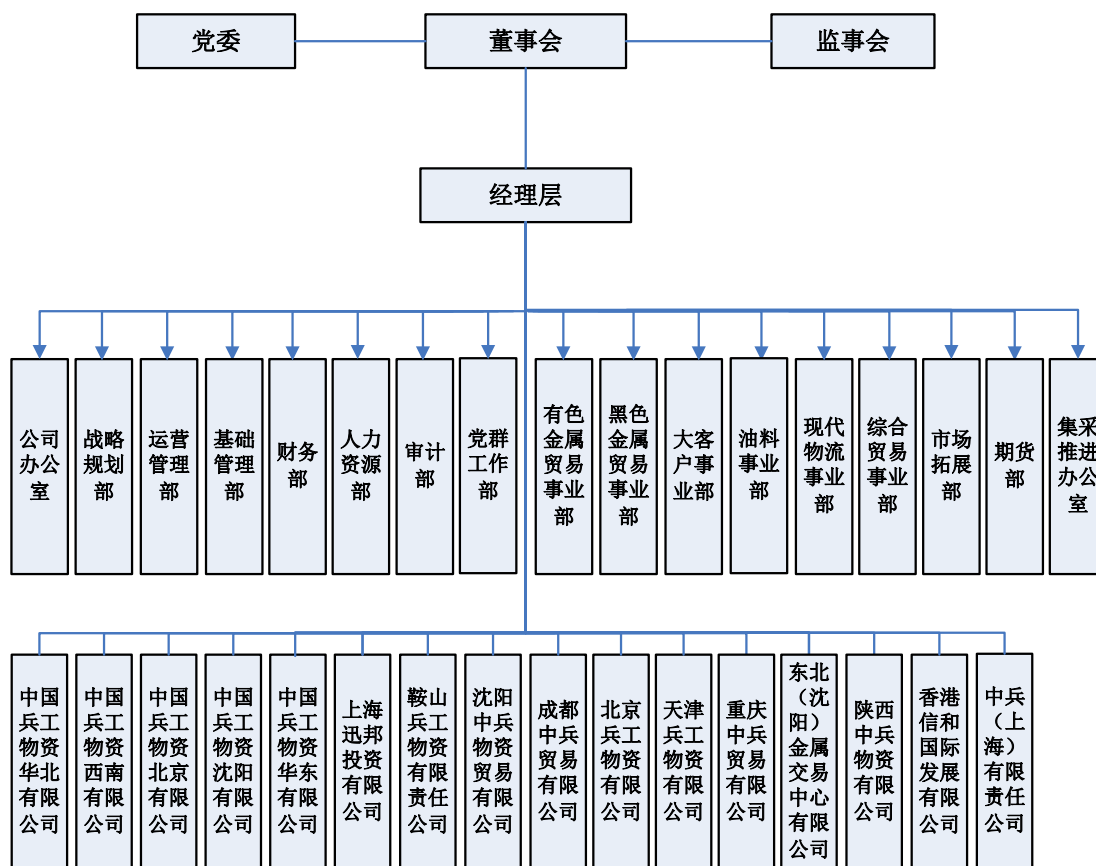 党委
董事会
监事会
经理层
公司
办公
室
战略
规划
部
运营
管理
部
基础
管理
部
财务
部
人力
资源
部
审计
部
党群
工作
部
有色
金属
贸易
事业
部
黑色
金属
贸易
事业
部
大客
户事
业部
油料
事业
部
现代
物流
事业
部
综合
贸易
事业
部
市场
拓展
部
期货
部
集采
推进
办公
室
中国
兵工
物资
华北
有限
公司
中国
兵工
物资
西南
有限
公司
中国
兵工
物资
北京
有限
公司
中国
兵工
物资
沈阳
有限
公司
中国
兵工
物资
华东
有限
公司
上海
迅邦
投资
有限
公司
鞍山
兵工
物资
有限
责任
公司
沈阳
中兵
物资
贸易
有限
公司
成都
中兵
贸易
有限
公司
北京
兵工
物资
有限
公司
天津
兵工
物资
有限
公司
重庆
中兵
贸易
有限
公司
东北
（沈
阳）
金属
交易
中心
有限
公司
陕西
中兵
物资
有限
公司
香港
信和
国际
发展
有限
公司
中兵
（上
海）
有限
责任
公司